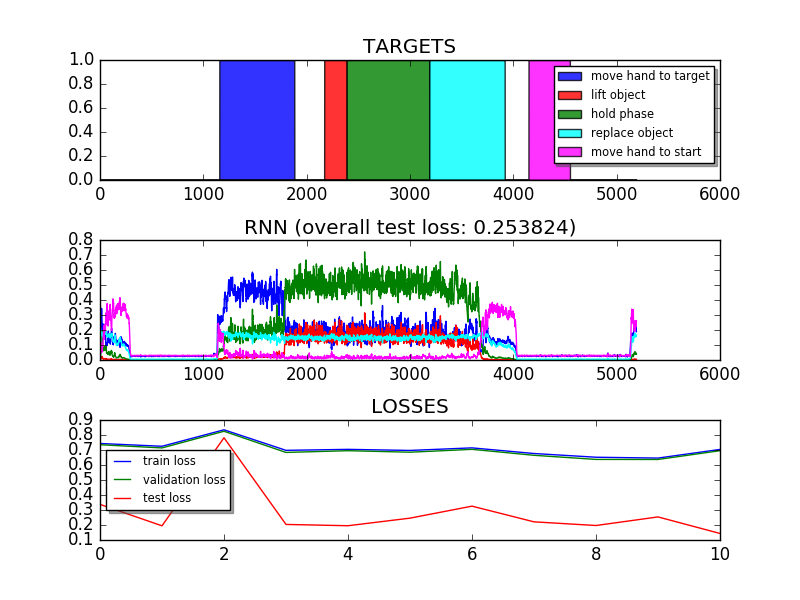 TARGETS
1.0
0.8
0.6
0.4
0.2
0.0
move hand to target
lift object
hold phase
replace object
move hand to start
0 1000 2000 3000 4000 5000 6000
RNN (overall test loss: 0.253824)
0.8
0.7
0.6
0.5
0.4
0.3
0.2
0.1
0.0
0 1000 2000 3000 4000 5000 6000
LOSSES
0.9
0.8
0.7
0.6
0.5
0.4
0.3
0.2
0.1
train loss
validation loss
test loss
0 2 4 6 8 10